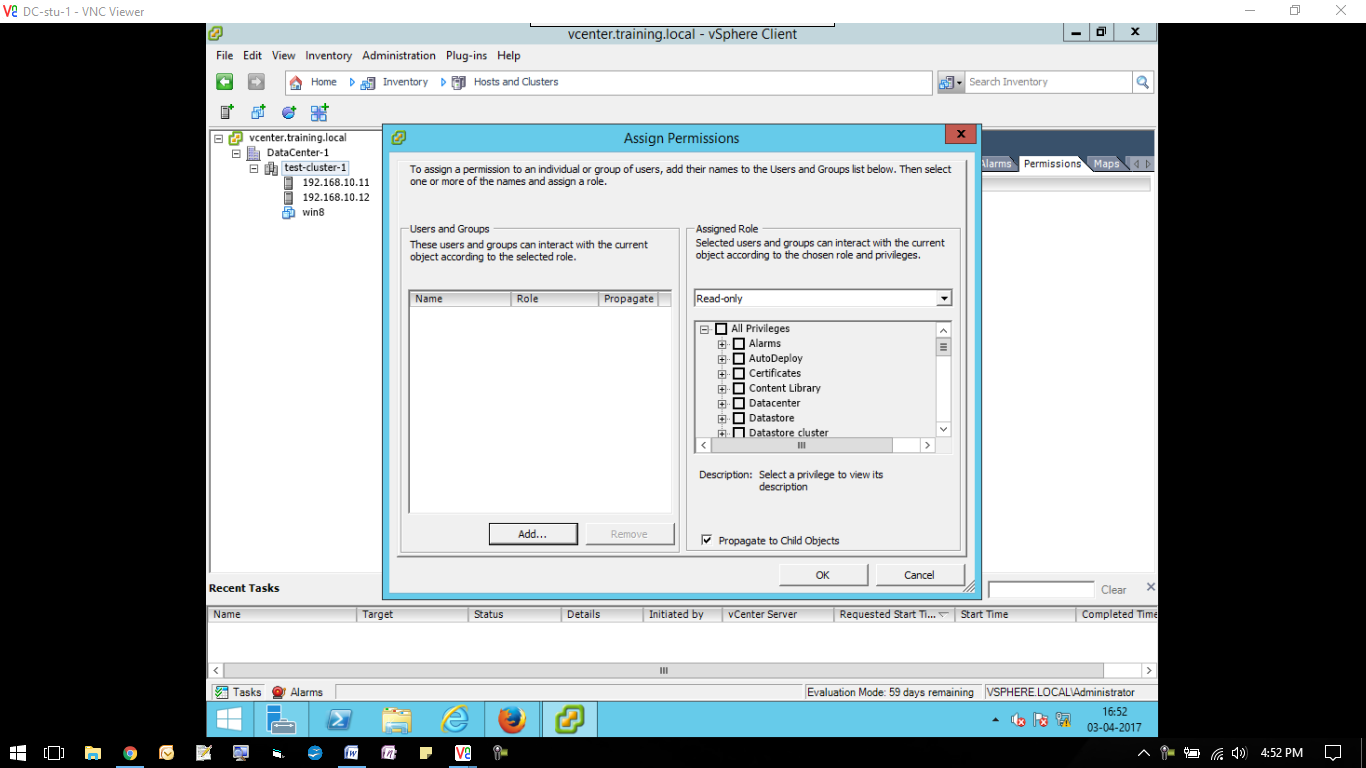 DC-stu-1 - VNC Viewer
vcenter.training.local - vSphere Client
File Edit View Inventory Administration Plug-ins Help
Home Inventory Hosts and Clusters
Search Inventory
vcenter.training.local
DataCenter-1
test-cluster-1
192.168.10.11
192.168.10.12
win8
Alarms Permissions Maps
Assign Permissions
To assign a permission to an individual or group of users, add their names to the Users and Groups list below. Then select
one or more of the names and assign a role.
Users and Groups
These users and groups can interact with the current
object according to the selected role.
Name Role Propagate
Add... Remove
Assigned Role
Selected users and groups can interact with the current
object according to the chosen role and privileges.
Read-only
All Privileges
Alarms
AutoDeploy
Certificates
Content Library
Datacenter
Datastore
Datastore cluster
Description: Select a privilege to view its
description
Propagate to Child Objects
OK Cancel
Recent Tasks
Clear
Name Target Status Details Initiated by vCenter Server Requested Start Ti... Start Time Completed Time
Tasks Alarms
Evaluation Mode: 59 days remaining VSPHERE.LOCAL\Administrator
16:52
03-04-2017
4:52 PM